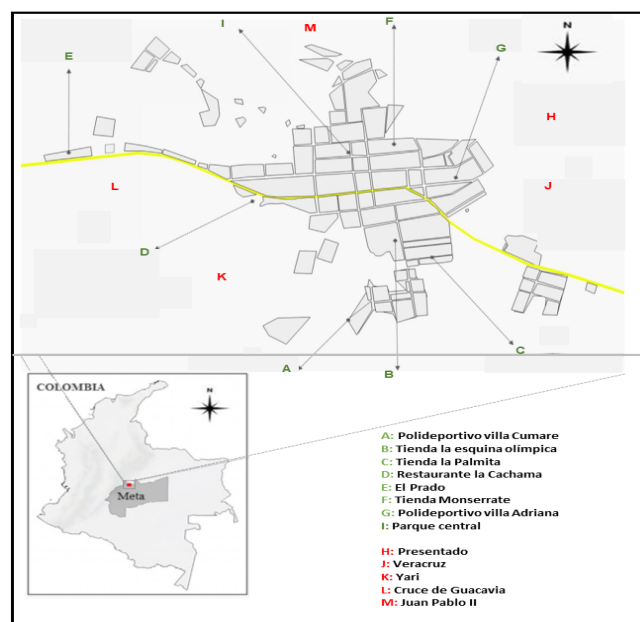 I
M
F
N
E
G
H
L
J
D
K
A
B
C
COLOMBIA
N
Meta
A: Polideportivo villa Cumare
B: Tienda la esquina olímpica
C: Tienda la Palmita
D: Restaurante la Cachama
E: El Prado
F: Tienda Monserrate
G: Polideportivo villa Adriana
I: Parque central
H: Presentado
J: Veracruz
K: Yari
L: Cruce de Guacavia
M: Juan Pablo II